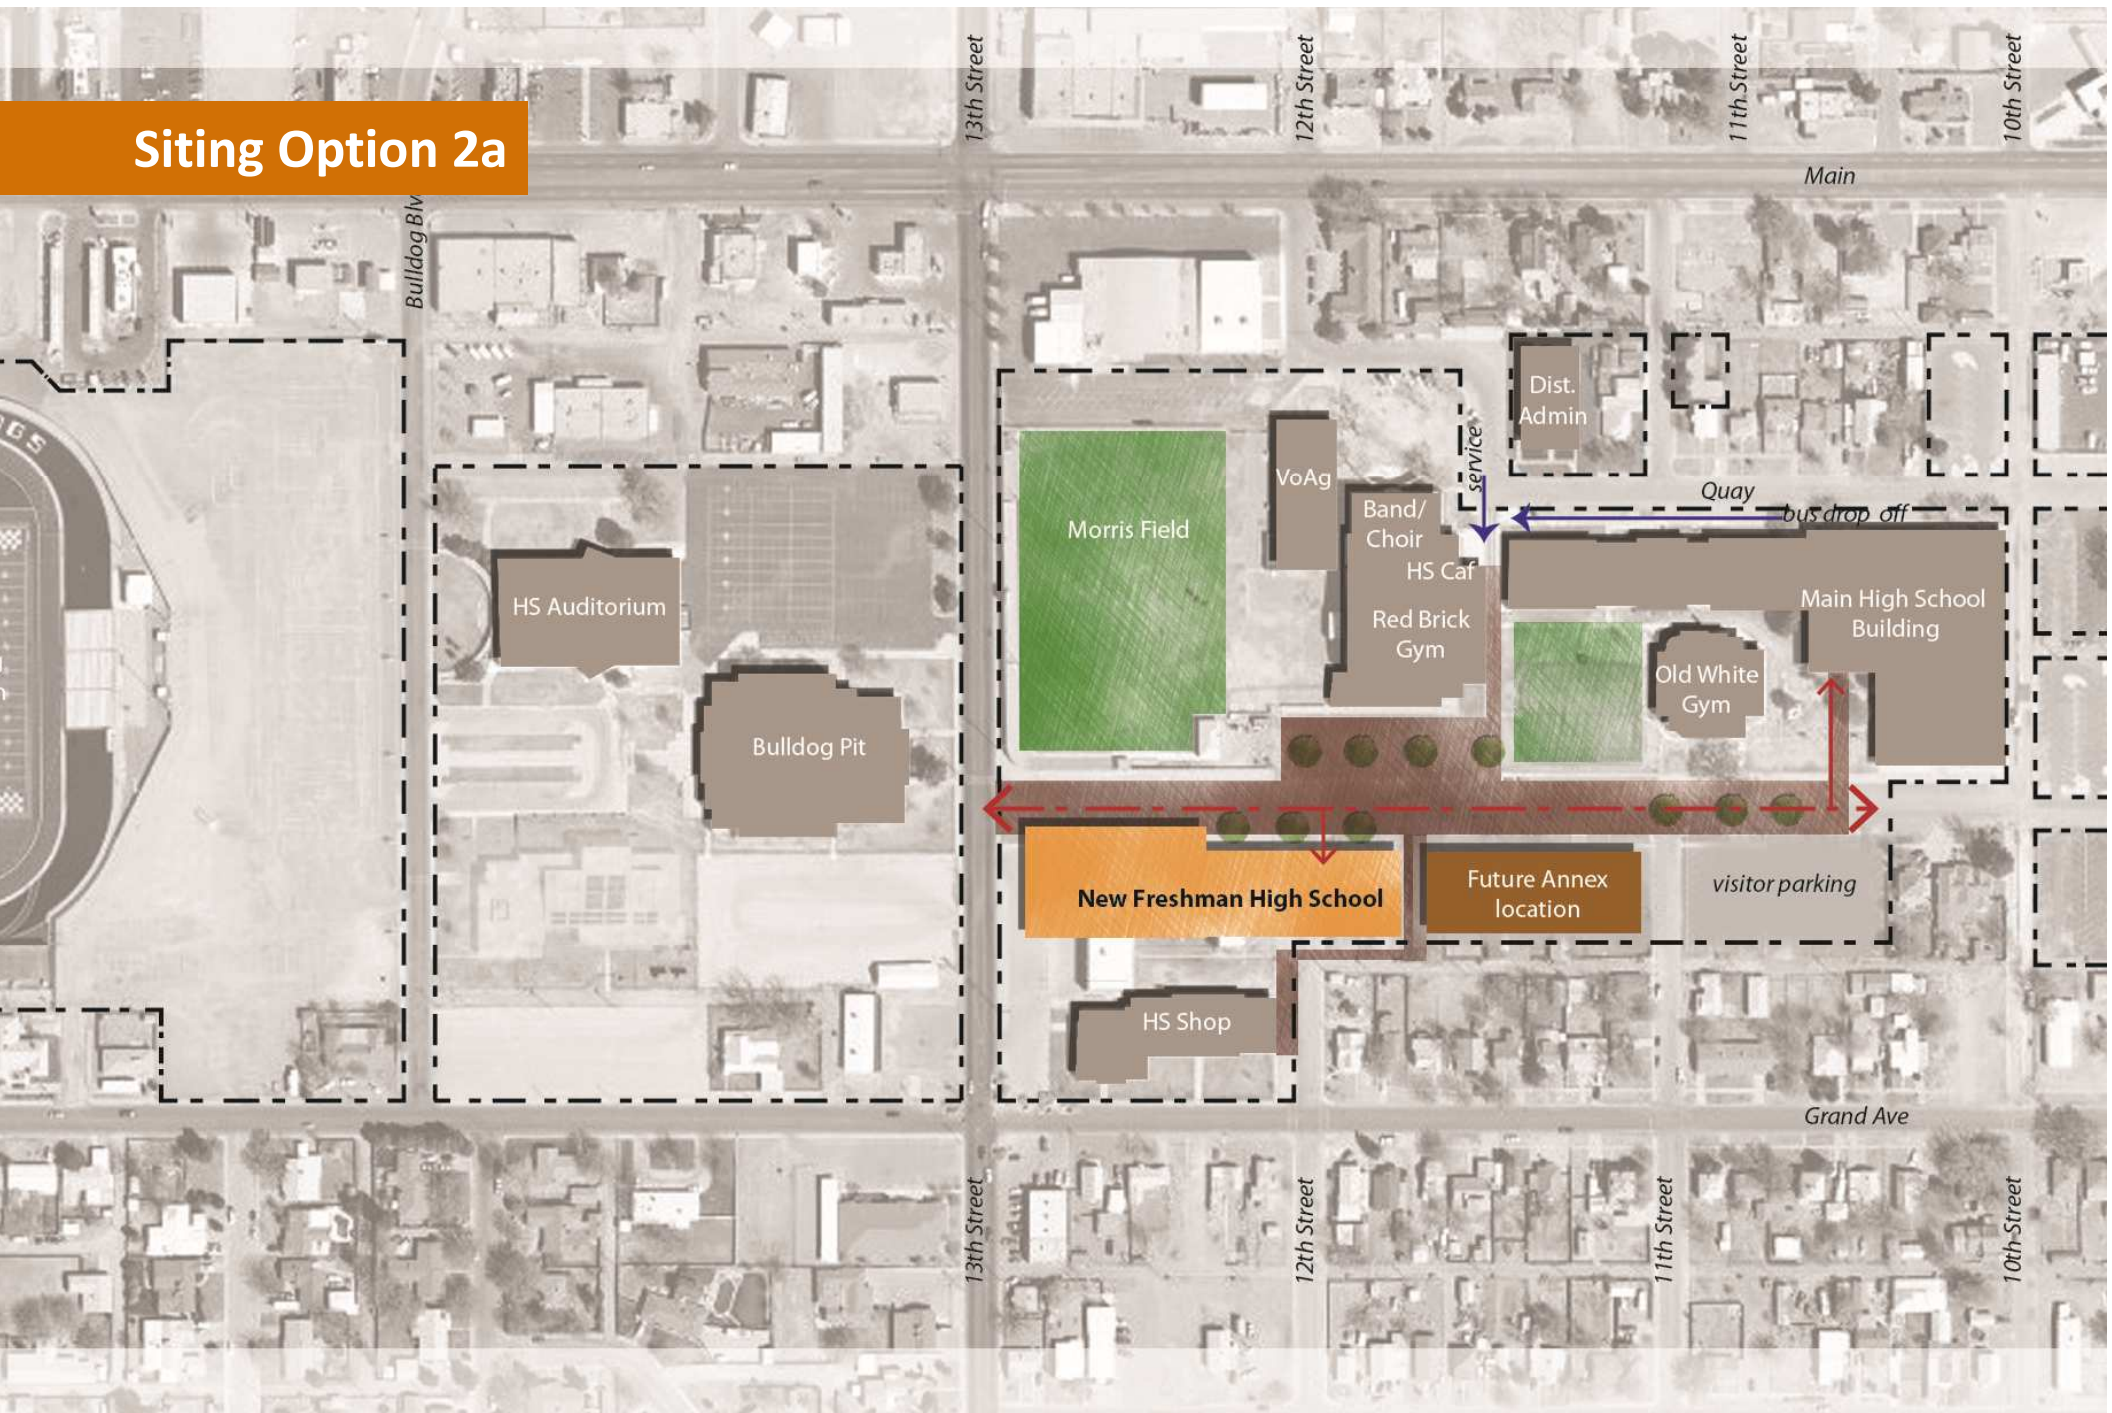 Siting Option 2a
13th Street
12th Street
11th Street
10th Street
Main
Bulldog Blv
Dist.
Admin
service
VoAg
Quay
bus drop off
Band/
Choir
HS Caf
Morris Field
HS Auditorium
Red Brick
Gym
Main High School
Building
Old White
Gym
Bulldog Pit
New Freshman High School
Future Annex
location
visitor parking
HS Shop
Grand Ave
13th Street
12th Street
11th Street
10th Street